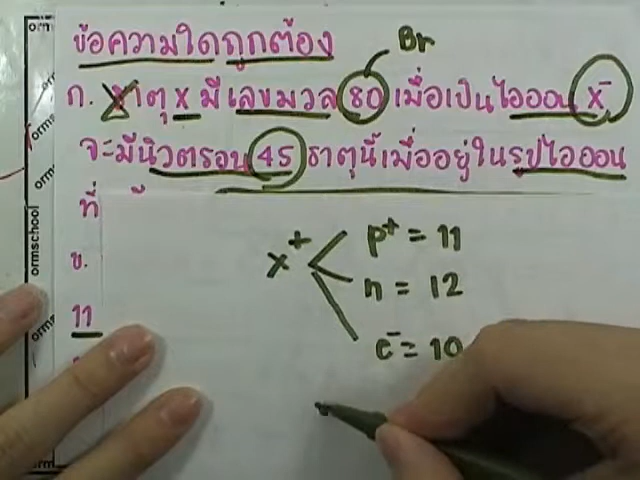 ข้อความใดถูกต้อง
Br
ก. ธาตุ X มีเลขมวล 80 เมื่อเป็นไอออน X⁻
จะมีนิวตรอน 45 ธาตุนี้เมื่ออยู่ในรูปไอออน
ที่
X⁺
p⁺ = 11
ข.
n = 12
11
e⁻ = 10
ormschool